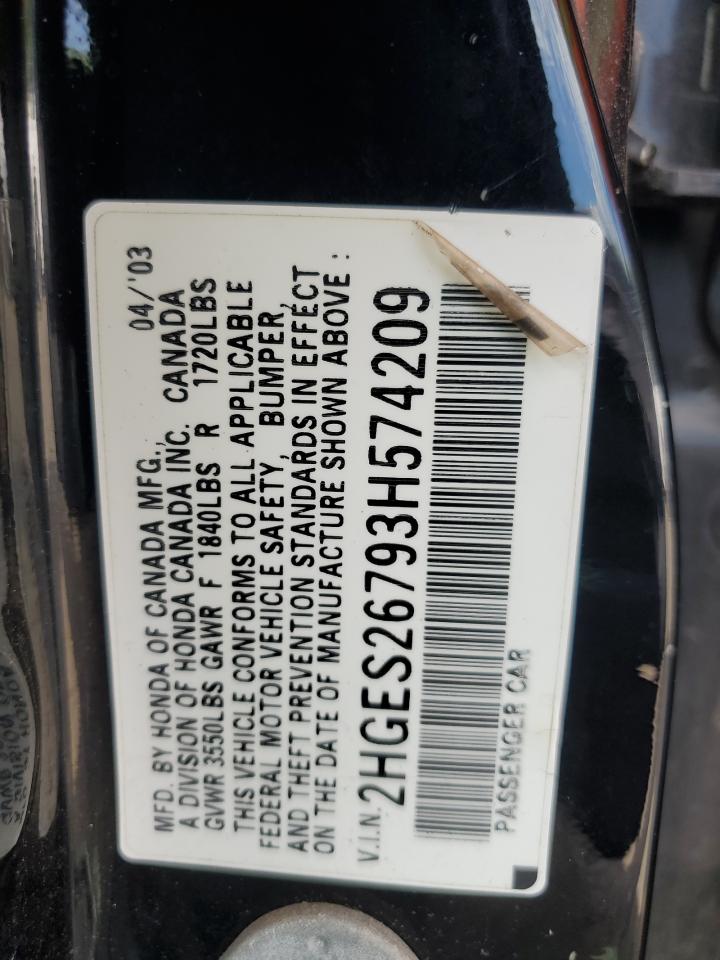 MFD. BY HONDA OF CANADA MFG., 04/'03
A DIVISION OF HONDA CANADA INC. CANADA
GVWR 3550LBS GAWR F 1840LBS R 1720LBS
THIS VEHICLE CONFORMS TO ALL APPLICABLE
FEDERAL MOTOR VEHICLE SAFETY, BUMPER,
AND THEFT PREVENTION STANDARDS IN EFFECT
ON THE DATE OF MANUFACTURE SHOWN ABOVE :
V.I.N. 2HGES26793H574209
PASSENGER CAR